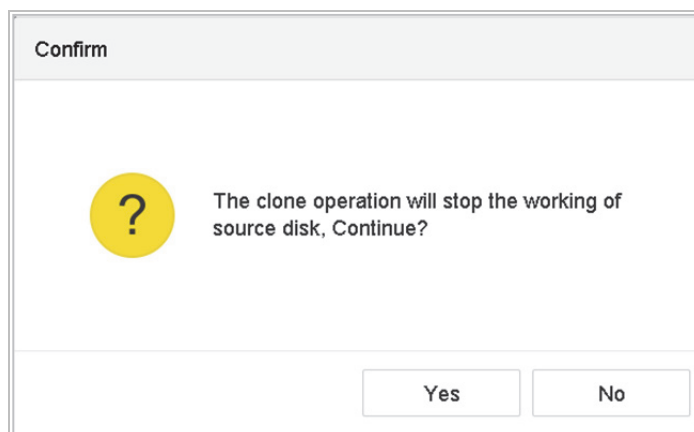 Confirm
?
The clone operation will stop the working of
source disk, Continue?
Yes
No